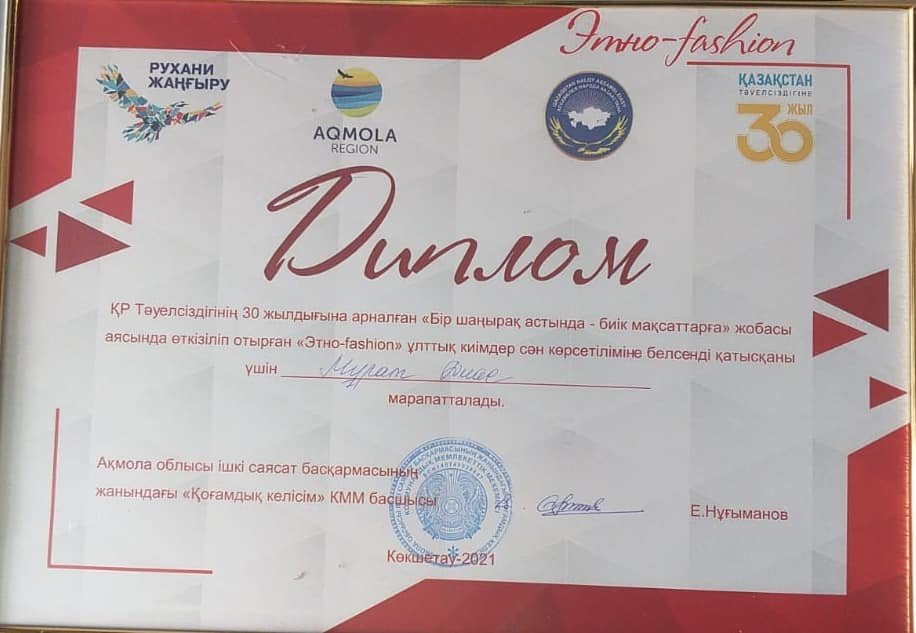 Этно-fashion
РУХАНИ
ЖАҢҒЫРУ
AQMOLA
REGION
ҚАЗАҚСТАН
ТӘУЕЛСІЗДІГІНЕ
30 ЖЫЛ
Диплом
ҚР Тәуелсіздігінің 30 жылдығына арналған «Бір шаңырақ астында - биік мақсаттарға» жобасы
аясында өткізіліп отырған «Этно-fashion» ұлттық киімдер сән көрсетіліміне белсенді қатысқаны
үшін Мұрат
марапатталады.
Ақмола облысы ішкі саясат басқармасының
жанындағы «Қоғамдық келісім» КММ басшысы
Е.Нұғыманов
Көкшетау-2021